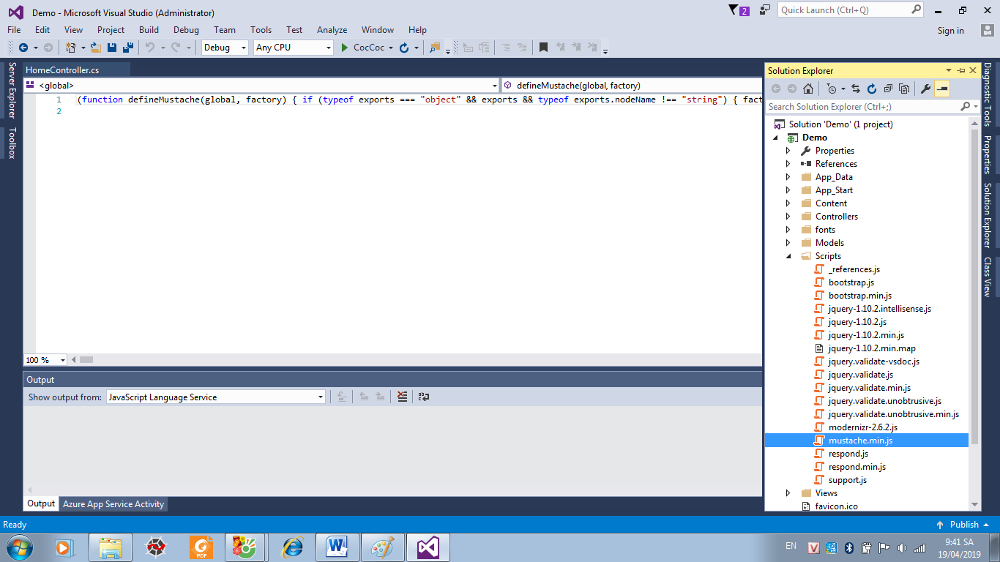 Demo - Microsoft Visual Studio (Administrator)
2
Quick Launch (Ctrl+Q)
File Edit View Project Build Debug Team Tools Test Analyze Window Help
Sign in
Debug Any CPU CocCoc
Server Explorer
Toolbox
HomeController.cs
<global>
defineMustache(global, factory)
1 (function defineMustache(global, factory) { if (typeof exports === "object" && exports && typeof exports.nodeName !== "string") { fact
2
100 %
Output
Show output from: JavaScript Language Service
Output Azure App Service Activity
Solution Explorer
Search Solution Explorer (Ctrl+;)
Solution 'Demo' (1 project)
Demo
Properties
References
App_Data
App_Start
Content
Controllers
fonts
Models
Scripts
_references.js
bootstrap.js
bootstrap.min.js
jquery-1.10.2.intellisense.js
jquery-1.10.2.js
jquery-1.10.2.min.js
jquery-1.10.2.min.map
jquery.validate-vsdoc.js
jquery.validate.js
jquery.validate.min.js
jquery.validate.unobtrusive.js
jquery.validate.unobtrusive.min.js
modernizr-2.6.2.js
mustache.min.js
respond.js
respond.min.js
support.js
Views
favicon.ico
Diagnostic Tools
Properties
Solution Explorer
Class View
Ready
Publish
PDF
EN
9:41 SA
19/04/2019